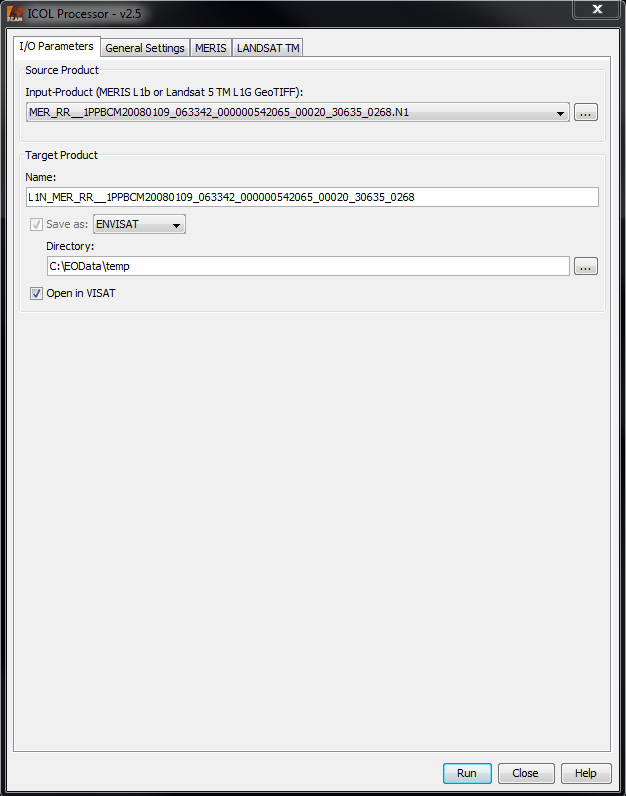 BEAM
ICOL Processor - v2.5
I/O Parameters General Settings MERIS LANDSAT TM
Source Product
Input-Product (MERIS L1b or Landsat 5 TM L1G GeoTIFF):
MER_RR__1PPBCM20080109_063342_000000542065_00020_30635_0268.N1 ...
Target Product
Name:
L1N_MER_RR__1PPBCM20080109_063342_000000542065_00020_30635_0268
Save as: ENVISAT
Directory:
C:\EOData\temp ...
Open in VISAT
Run Close Help